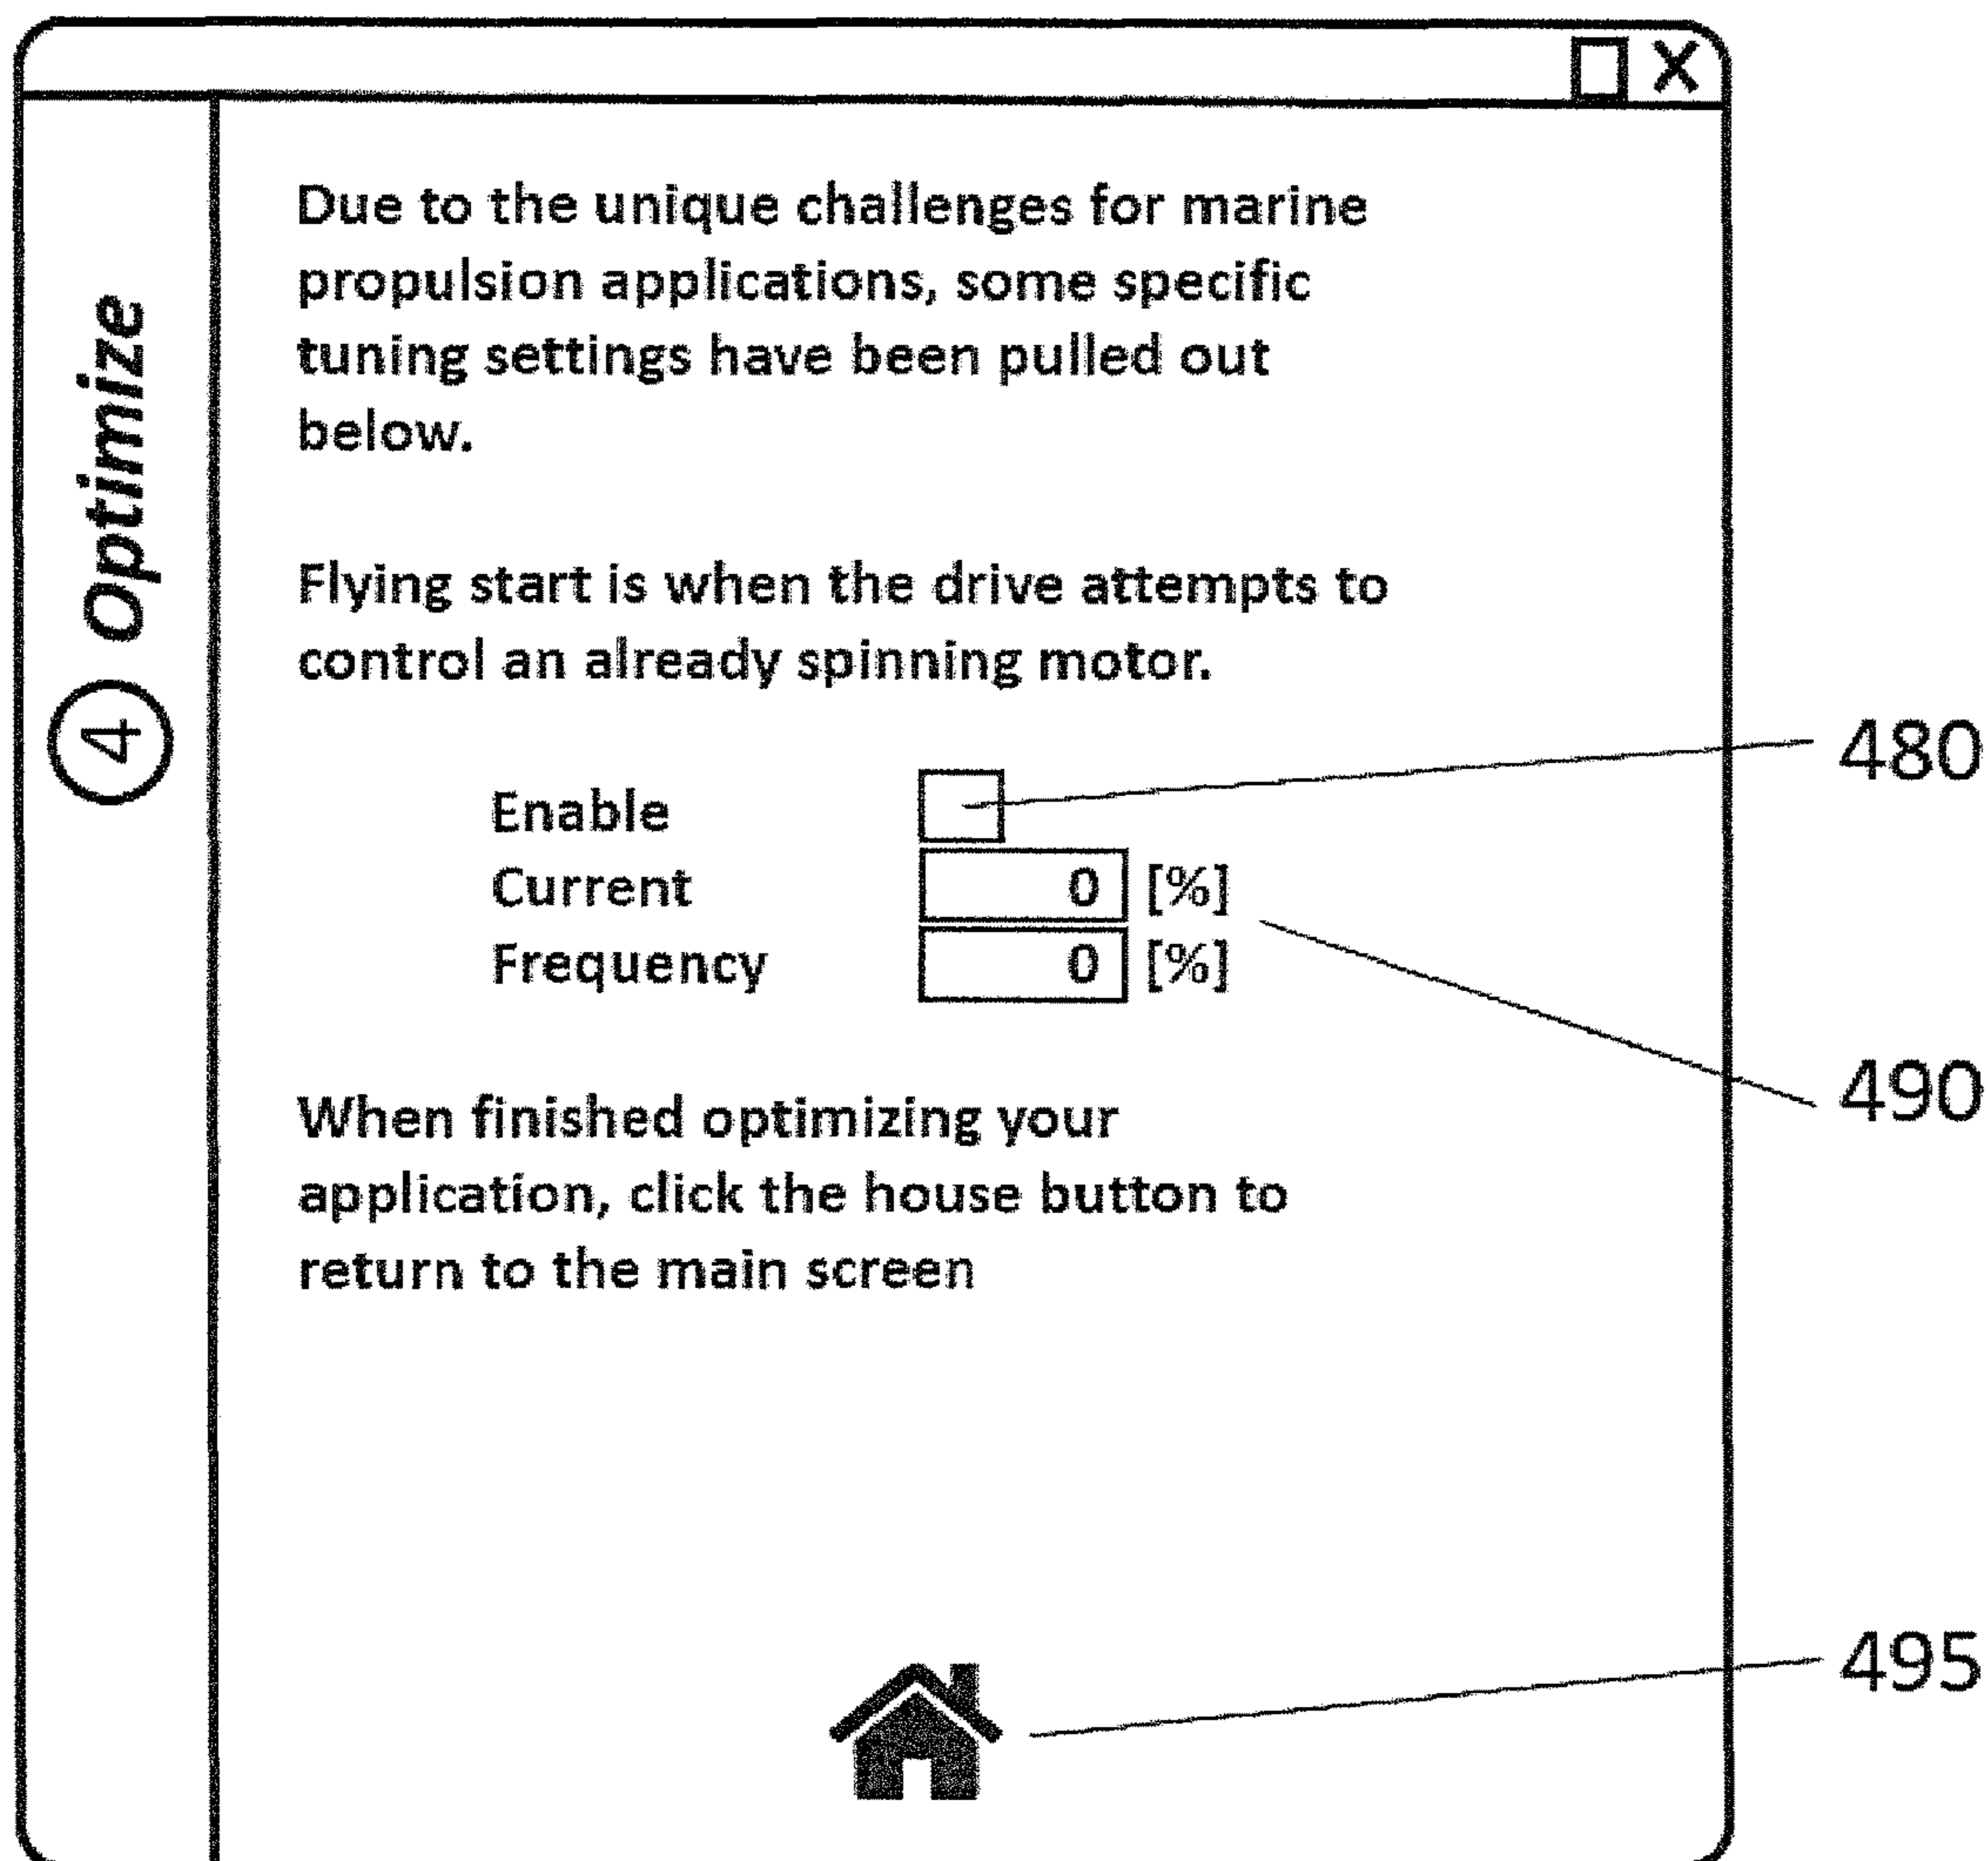 X
④ Optimize
Due to the unique challenges for marine
propulsion applications, some specific
tuning settings have been pulled out
below.
Flying start is when the drive attempts to
control an already spinning motor.
Enable
480
Current 0 [%]
Frequency 0 [%]
490
When finished optimizing your
application, click the house button to
return to the main screen
495